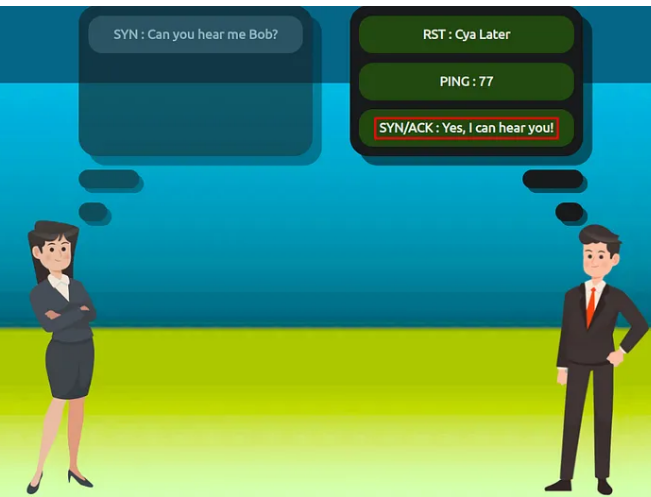 SYN : Can you hear me Bob?
RST : Cya Later
PING : 77
SYN/ACK : Yes, I can hear you!